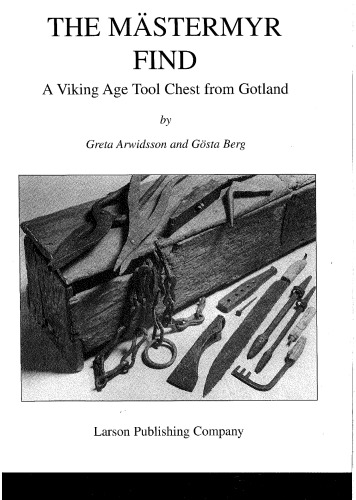 THE MÄSTERMYR
FIND
A Viking Age Tool Chest from Gotland
by
Greta Arwidsson and Gösta Berg
Larson Publishing Company